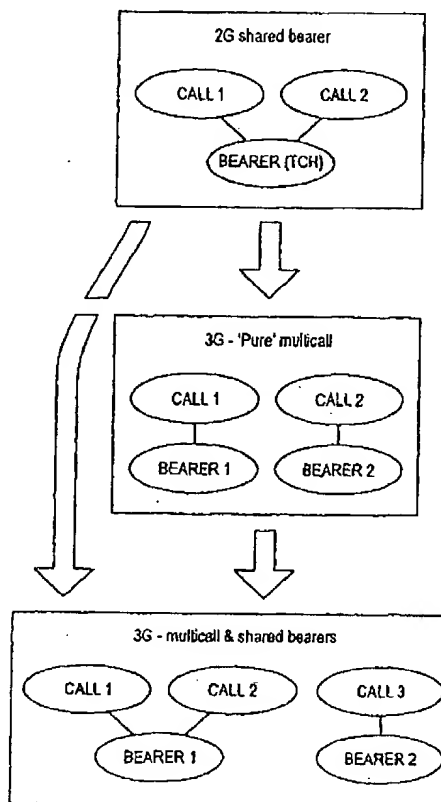 2G shared bearer
CALL 1 CALL 2
BEARER (TCH)
3G - 'Pure' multicall
CALL 1 CALL 2
BEARER 1 BEARER 2
3G - multicall & shared bearers
CALL 1 CALL 2 CALL 3
BEARER 1 BEARER 2